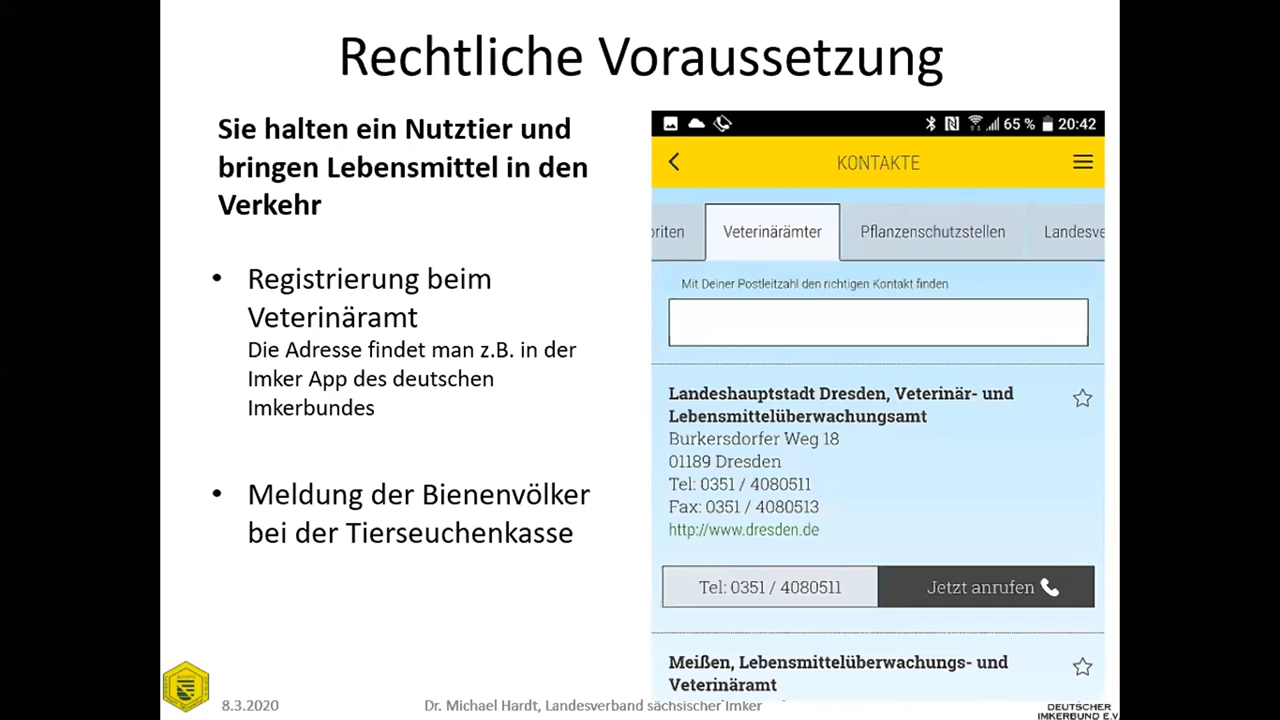 Rechtliche Voraussetzung
Sie halten ein Nutztier und
bringen Lebensmittel in den
Verkehr
• Registrierung beim
Veterinäramt
Die Adresse findet man z.B. in der
Imker App des deutschen
Imkerbundes
• Meldung der Bienenvölker
bei der Tierseuchenkasse
65 % 20:42
KONTAKTE
oriten Veterinärämter Pflanzenschutzstellen Landesve
Mit Deiner Postleitzahl den richtigen Kontakt finden
Landeshauptstadt Dresden, Veterinär- und
Lebensmittelüberwachungsamt
Burkersdorfer Weg 18
01189 Dresden
Tel: 0351 / 4080511
Fax: 0351 / 4080513
http://www.dresden.de
Tel: 0351 / 4080511 Jetzt anrufen
Meißen, Lebensmittelüberwachungs- und
Veterinäramt
8.3.2020 Dr. Michael Hardt, Landesverband sächsischer Imker
DEUTSCHER
IMKERBUND E.V